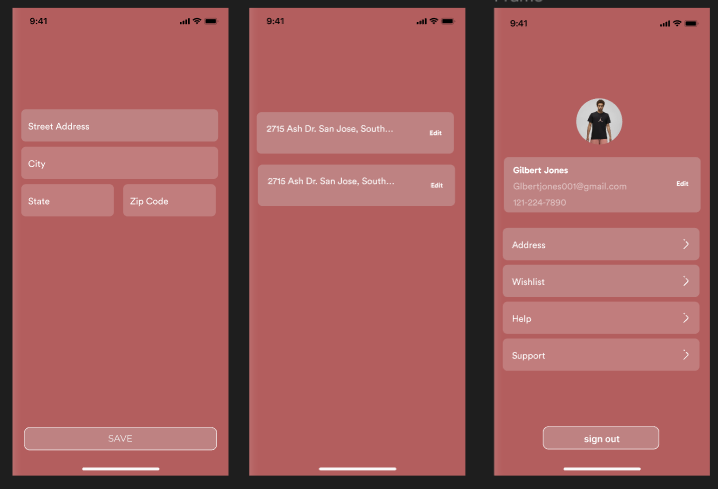 Frame
9:41
Street Address
City
State
Zip Code
SAVE
9:41
2715 Ash Dr. San Jose, South...
Edit
2715 Ash Dr. San Jose, South...
Edit
9:41
Gilbert Jones
Glbertjones001@gmail.com
121-224-7890
Edit
Address
Wishlist
Help
Support
sign out